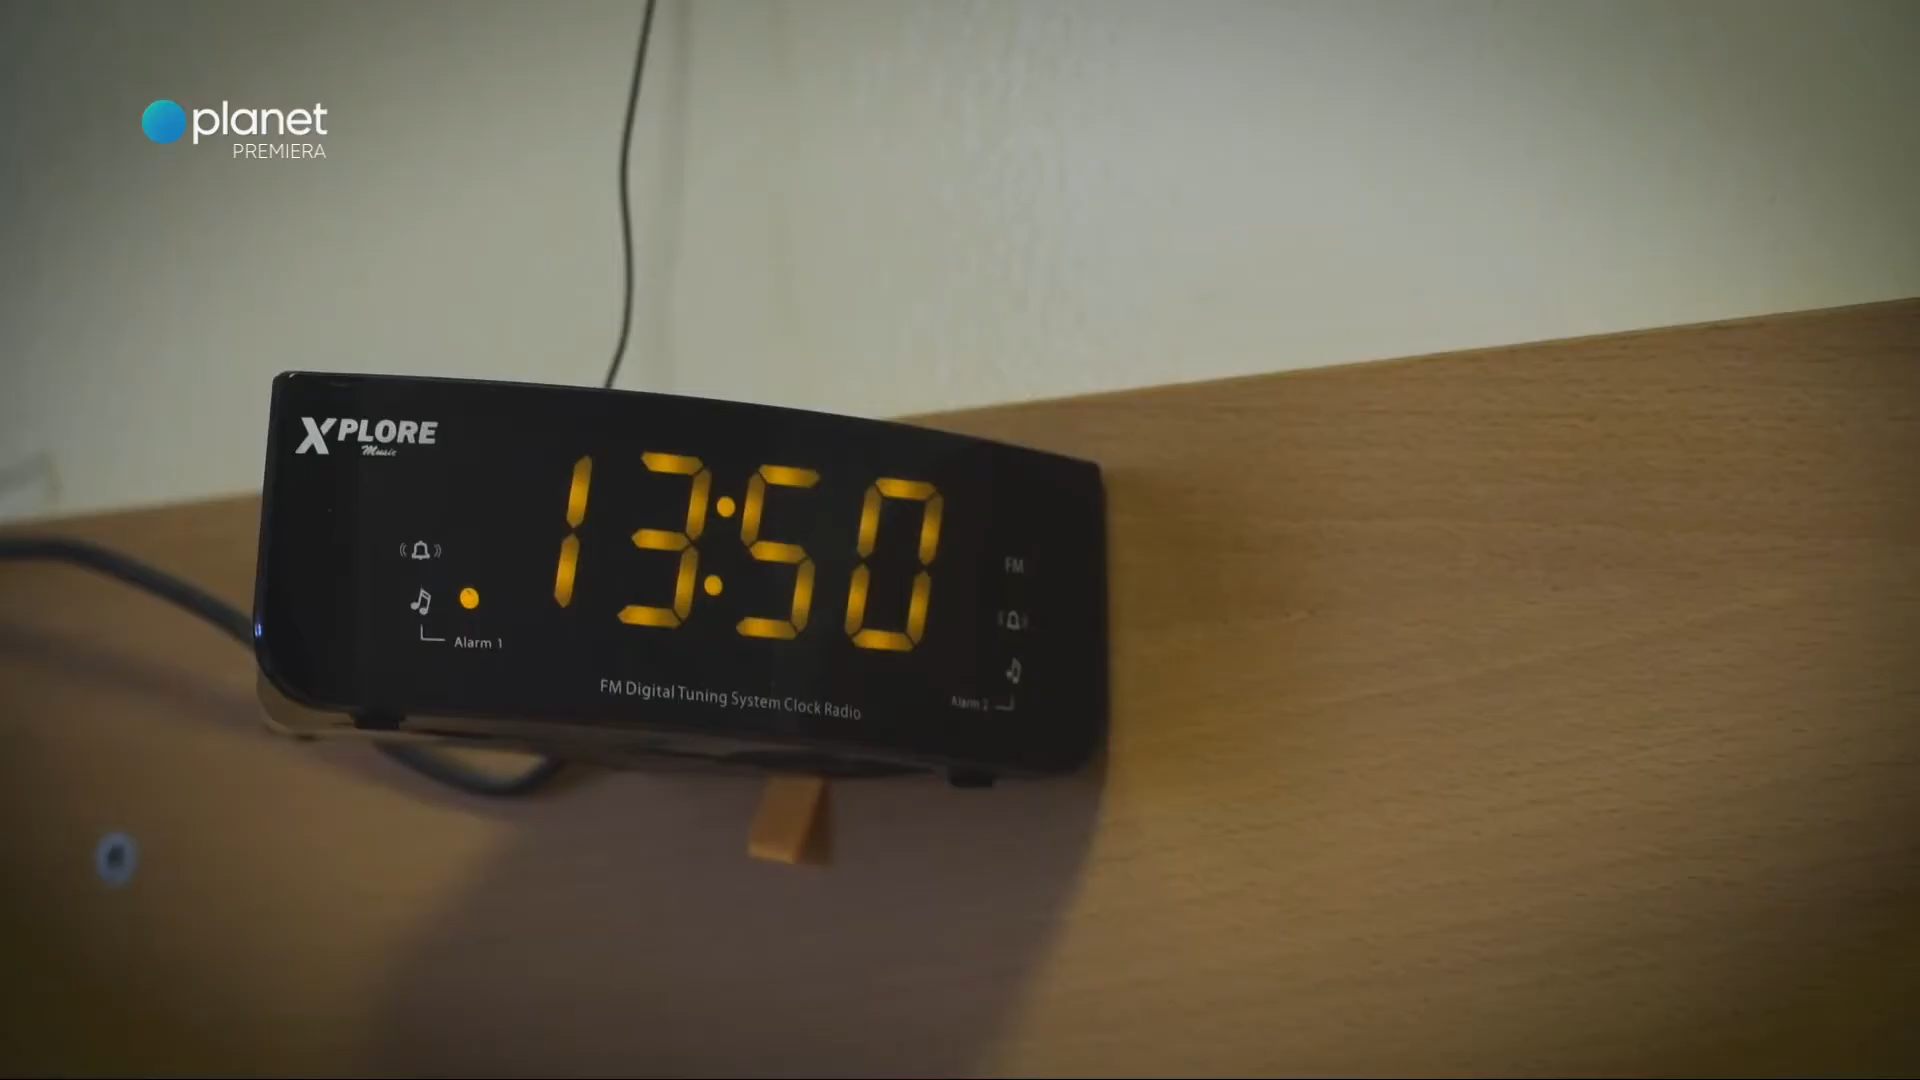 planet
PREMIERA
XPLORE
Music
13:50
Alarm 1
FM
Alarm 2
FM Digital Tuning System Clock Radio